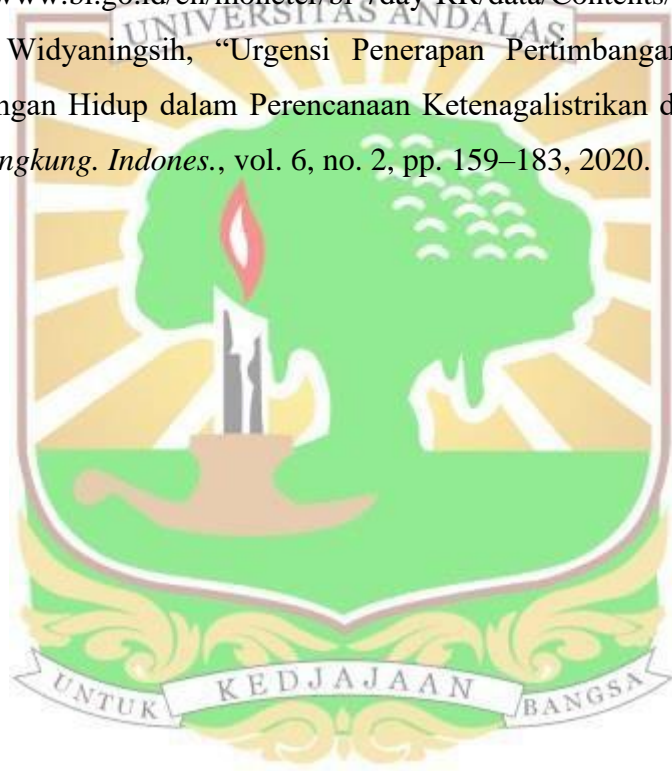 www.bi.go.id/en/moneter/bi-7day-RR/data/Contents/
UNIVERSITAS ANDALAS
Widyaningsih, “Urgensi Penerapan Pertimbangan
ngan Hidup dalam Perencanaan Ketenagalistrikan d
ngkung. Indones., vol. 6, no. 2, pp. 159–183, 2020.
UNTUK KEDJAJAAN BANGSA